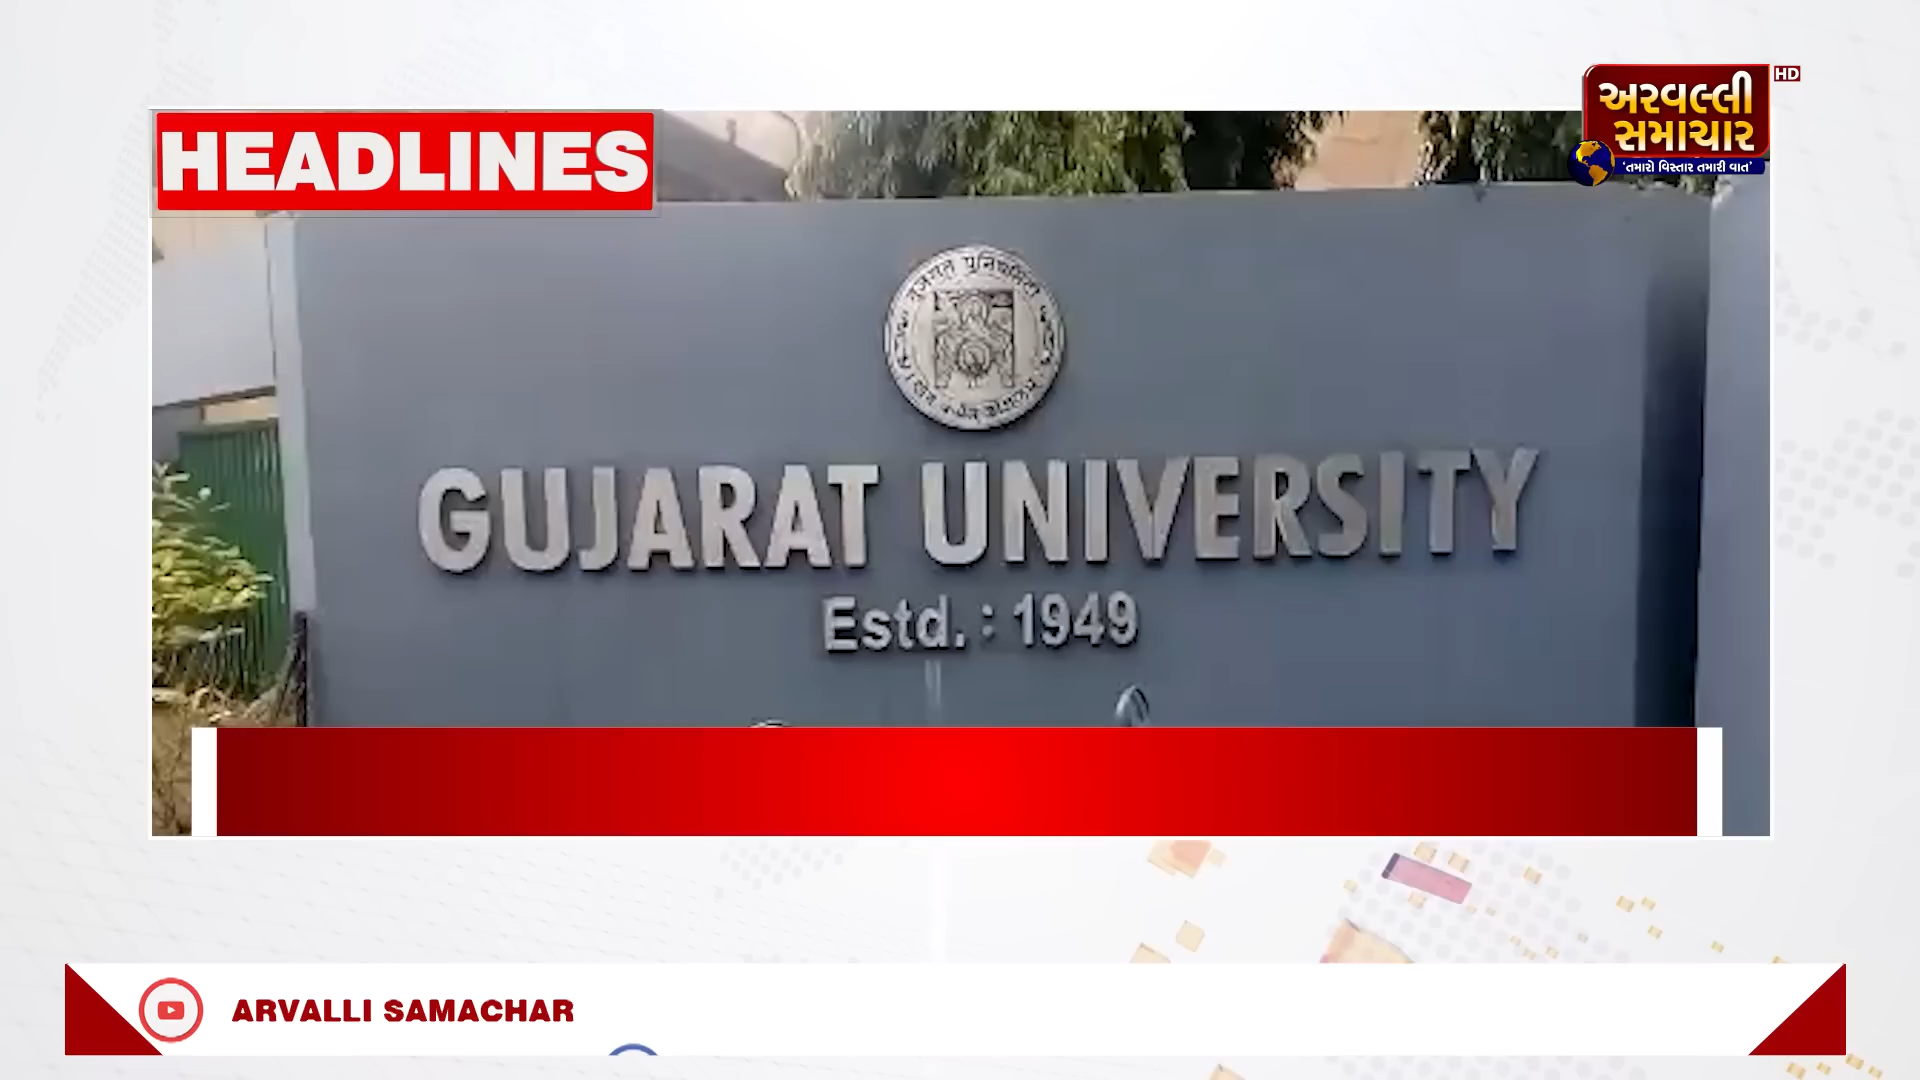 HEADLINES
અરવલ્લી
સમાચાર
HD
'તમારો વિસ્તાર તમારી વાત'
GUJARAT UNIVERSITY
Estd. : 1949
ARVALLI SAMACHAR